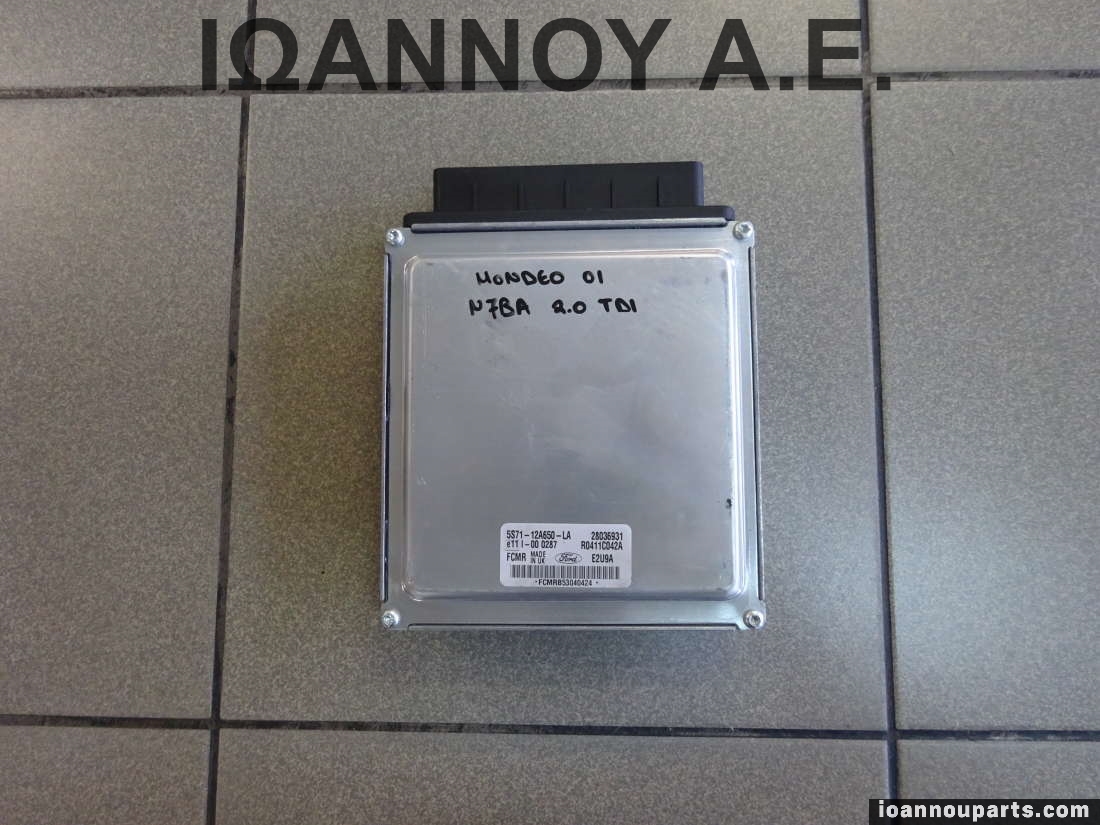 ΙΩΑΝΝΟΥ Α.Ε.
MONDEO 01
N7BA 2.0 TDI
5S71-12A650-LA 28036931
e11 I-00 0287 R0411C042A
FCMR MADE IN UK Ford E2U9A
·FCMRB53040424·
ioannouparts.com